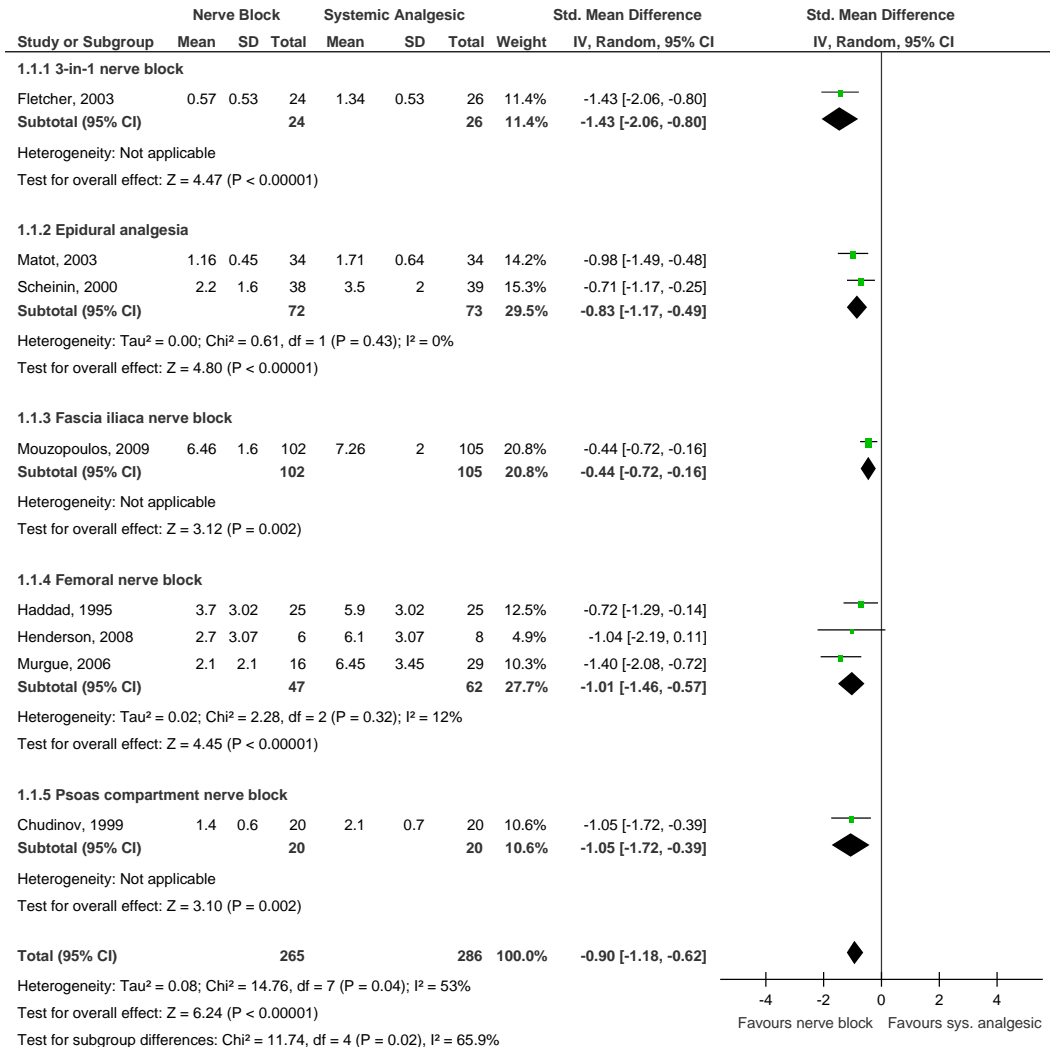 Nerve Block Systemic Analgesic Std. Mean Difference Std. Mean Difference
Study or Subgroup Mean SD Total Mean SD Total Weight IV, Random, 95% CI IV, Random, 95% CI
1.1.1 3-in-1 nerve block
Fletcher, 2003 0.57 0.53 24 1.34 0.53 26 11.4% -1.43 [-2.06, -0.80]
Subtotal (95% CI) 24 26 11.4% -1.43 [-2.06, -0.80]
Heterogeneity: Not applicable
Test for overall effect: Z = 4.47 (P < 0.00001)
1.1.2 Epidural analgesia
Matot, 2003 1.16 0.45 34 1.71 0.64 34 14.2% -0.98 [-1.49, -0.48]
Scheinin, 2000 2.2 1.6 38 3.5 2 39 15.3% -0.71 [-1.17, -0.25]
Subtotal (95% CI) 72 73 29.5% -0.83 [-1.17, -0.49]
Heterogeneity: Tau² = 0.00; Chi² = 0.61, df = 1 (P = 0.43); I² = 0%
Test for overall effect: Z = 4.80 (P < 0.00001)
1.1.3 Fascia iliaca nerve block
Mouzopoulos, 2009 6.46 1.6 102 7.26 2 105 20.8% -0.44 [-0.72, -0.16]
Subtotal (95% CI) 102 105 20.8% -0.44 [-0.72, -0.16]
Heterogeneity: Not applicable
Test for overall effect: Z = 3.12 (P = 0.002)
1.1.4 Femoral nerve block
Haddad, 1995 3.7 3.02 25 5.9 3.02 25 12.5% -0.72 [-1.29, -0.14]
Henderson, 2008 2.7 3.07 6 6.1 3.07 8 4.9% -1.04 [-2.19, 0.11]
Murgue, 2006 2.1 2.1 16 6.45 3.45 29 10.3% -1.40 [-2.08, -0.72]
Subtotal (95% CI) 47 62 27.7% -1.01 [-1.46, -0.57]
Heterogeneity: Tau² = 0.02; Chi² = 2.28, df = 2 (P = 0.32); I² = 12%
Test for overall effect: Z = 4.45 (P < 0.00001)
1.1.5 Psoas compartment nerve block
Chudinov, 1999 1.4 0.6 20 2.1 0.7 20 10.6% -1.05 [-1.72, -0.39]
Subtotal (95% CI) 20 20 10.6% -1.05 [-1.72, -0.39]
Heterogeneity: Not applicable
Test for overall effect: Z = 3.10 (P = 0.002)
Total (95% CI) 265 286 100.0% -0.90 [-1.18, -0.62]
Heterogeneity: Tau² = 0.08; Chi² = 14.76, df = 7 (P = 0.04); I² = 53%
Test for overall effect: Z = 6.24 (P < 0.00001)
Test for subgroup differences: Chi² = 11.74, df = 4 (P = 0.02), I² = 65.9%
-4 -2 0 2 4
Favours nerve block Favours sys. analgesic